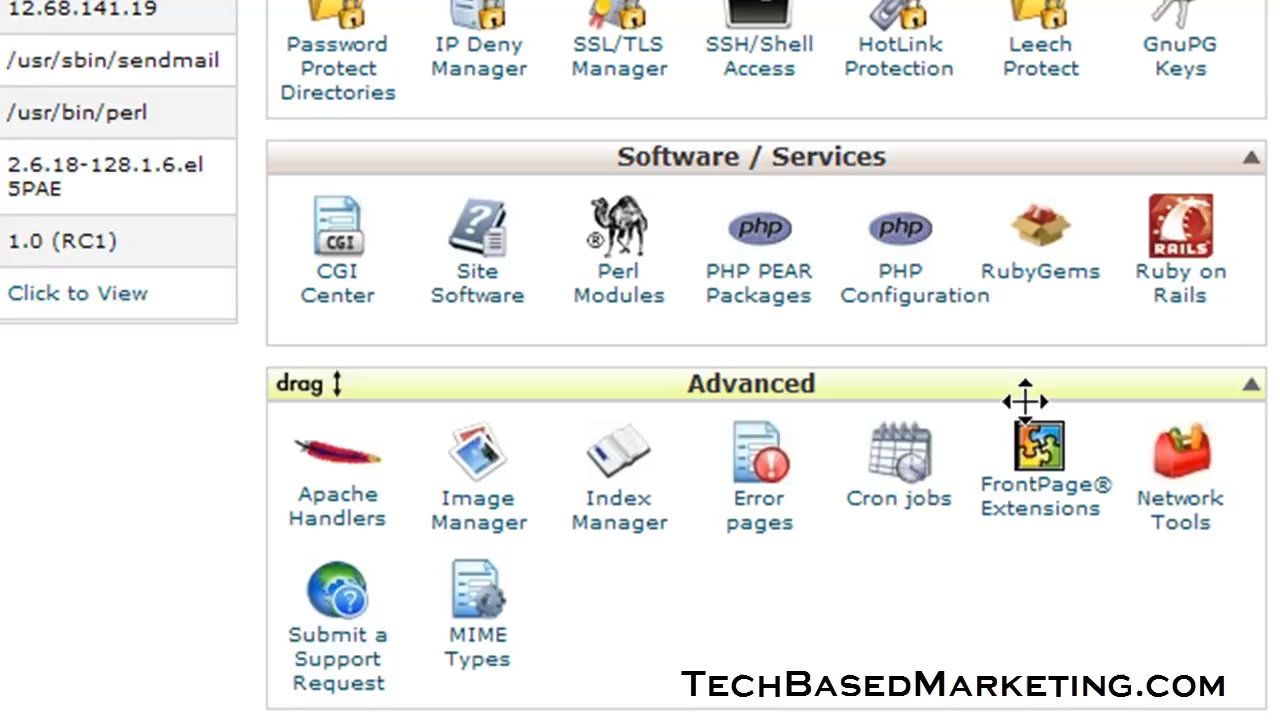 12.68.141.19
/usr/sbin/sendmail
/usr/bin/perl
2.6.18-128.1.6.el
5PAE
1.0 (RC1)
Click to View
Password
Protect
Directories
IP Deny
Manager
SSL/TLS
Manager
SSH/Shell
Access
HotLink
Protection
Leech
Protect
GnuPG
Keys
Software / Services
CGI
CGI
Center
Site
Software
®
Perl
Modules
php
PHP PEAR
Packages
php
PHP
Configuration
RubyGems
RAILS
Ruby on
Rails
drag
Advanced
Apache
Handlers
Image
Manager
Index
Manager
Error
pages
Cron jobs
FrontPage®
Extensions
Network
Tools
Submit a
Support
Request
MIME
Types
TECHBASEDMARKETING.COM